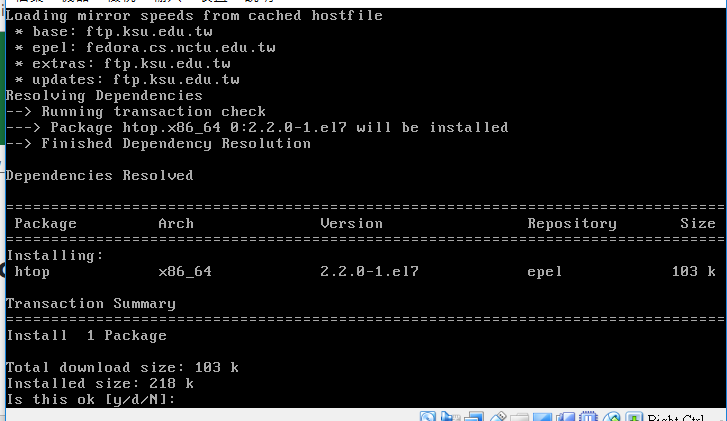 Loading mirror speeds from cached hostfile
* base: ftp.ksu.edu.tw
* epel: fedora.cs.nctu.edu.tw
* extras: ftp.ksu.edu.tw
* updates: ftp.ksu.edu.tw
Resolving Dependencies
--> Running transaction check
---> Package htop.x86_64 0:2.2.0-1.el7 will be installed
--> Finished Dependency Resolution
Dependencies Resolved
================================================================================
Package Arch Version Repository Size
================================================================================
Installing:
htop x86_64 2.2.0-1.el7 epel 103 k
Transaction Summary
================================================================================
Install 1 Package
Total download size: 103 k
Installed size: 218 k
Is this ok [y/d/N]:
Right Ctrl